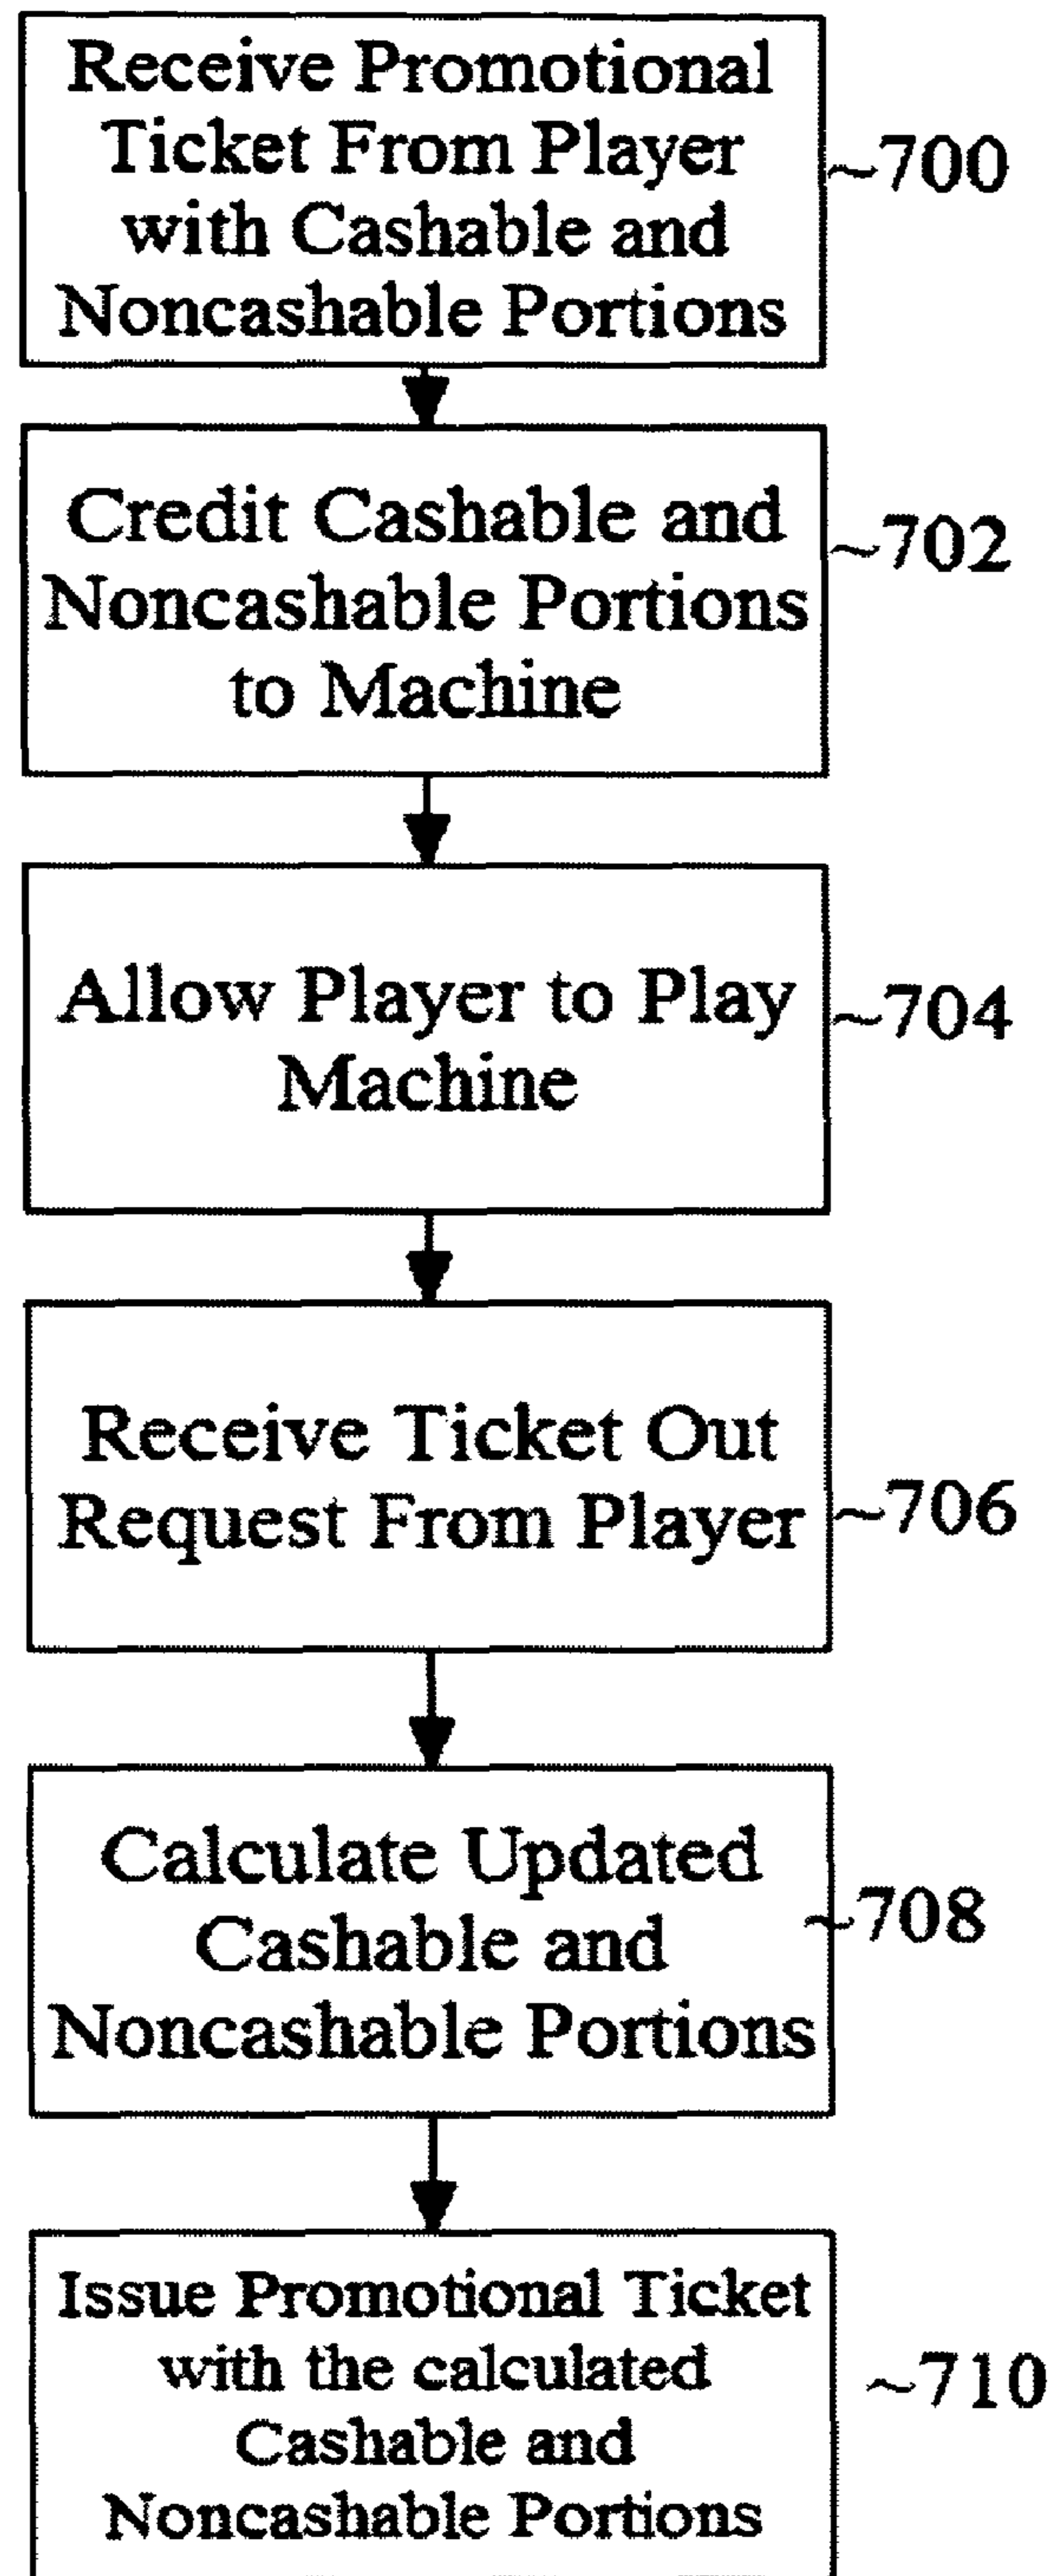 Receive Promotional
Ticket From Player
with Cashable and
Noncashable Portions
~700
Credit Cashable and
Noncashable Portions
to Machine
~702
Allow Player to Play
Machine
~704
Receive Ticket Out
Request From Player
~706
Calculate Updated
Cashable and
Noncashable Portions
~708
Issue Promotional Ticket
with the calculated
Cashable and
Noncashable Portions
~710